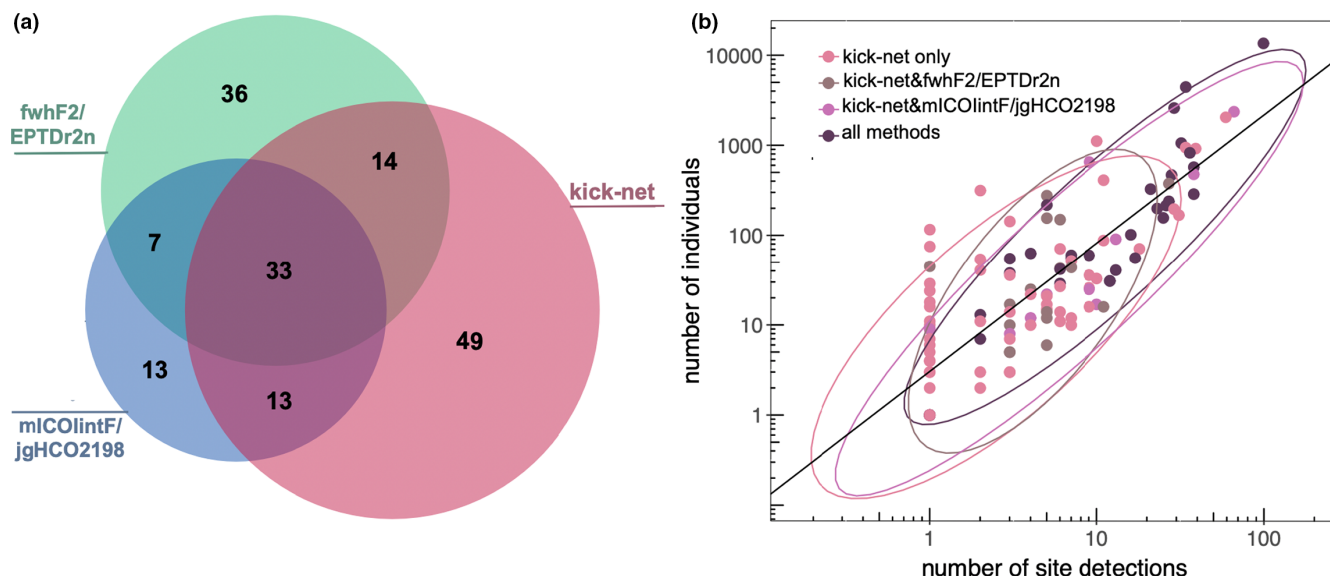 (a)
36
fwhF2/
EPTDr2n
14
kick-net
7
33
49
13
13
mICOIintF/
jgHCO2198
(b)
kick-net only
kick-net&fwhF2/EPTDr2n
kick-net&mICOIintF/jgHCO2198
all methods
number of individuals
10000
1000
100
10
1
1 10 100
number of site detections